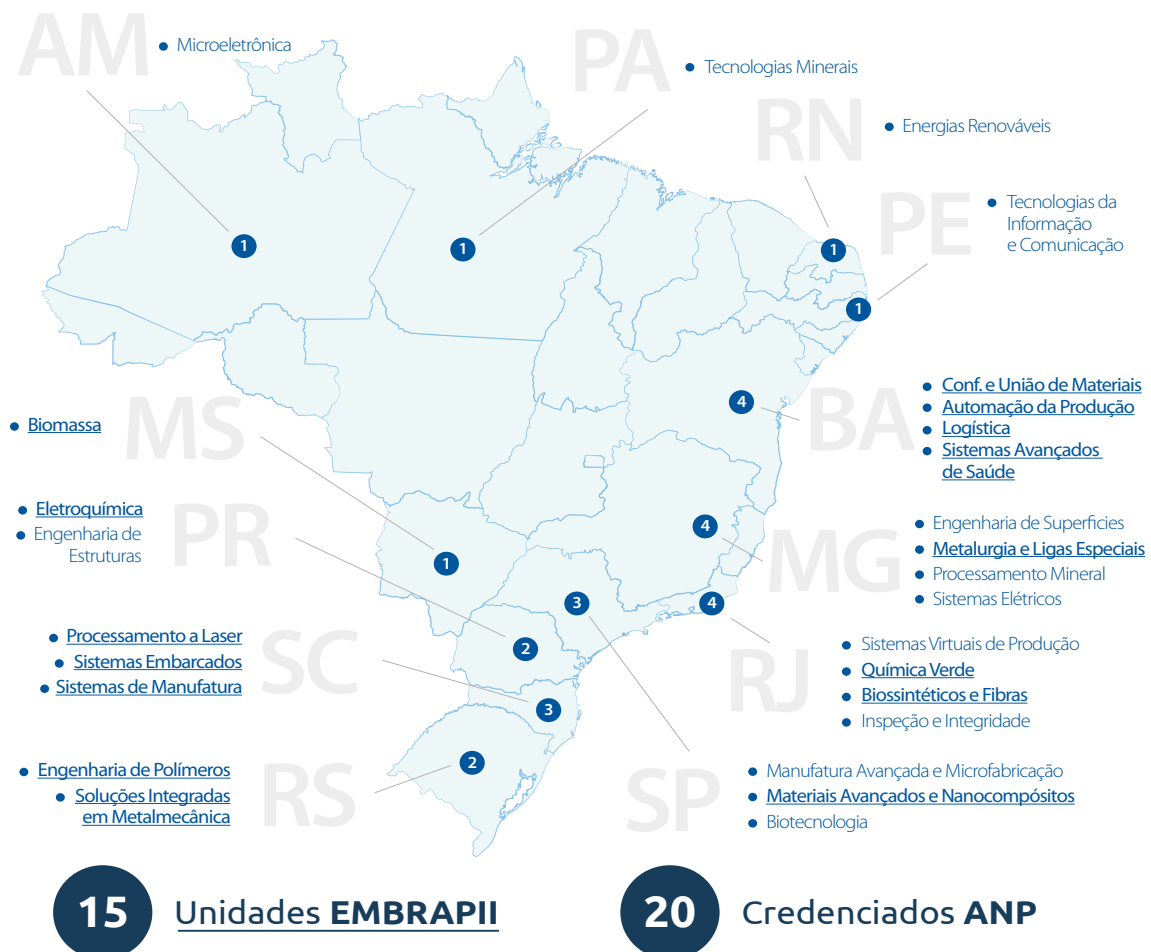 AM
• Microeletrônica
PA
• Tecnologias Minerais
RN
• Energias Renováveis
PE
• Tecnologias da
Informação
e Comunicação
1
1
1
1
BA
4
• Conf. e União de Materiais
• Automação da Produção
• Logística
• Sistemas Avançados
de Saúde
MS
• Biomassa
1
PR
• Eletroquímica
• Engenharia de
Estruturas
2
MG
4
• Engenharia de Superficies
• Metalurgia e Ligas Especiais
• Processamento Mineral
• Sistemas Elétricos
SC
• Processamento a Laser
• Sistemas Embarcados
• Sistemas de Manufatura
3
RJ
4
• Sistemas Virtuais de Produção
• Química Verde
• Biossintéticos e Fibras
• Inspeção e Integridade
RS
• Engenharia de Polímeros
• Soluções Integradas
em Metalmecânica
2
SP
3
• Manufatura Avançada e Microfabricação
• Materiais Avançados e Nanocompósitos
• Biotecnologia
15 Unidades EMBRAPII
20 Credenciados ANP